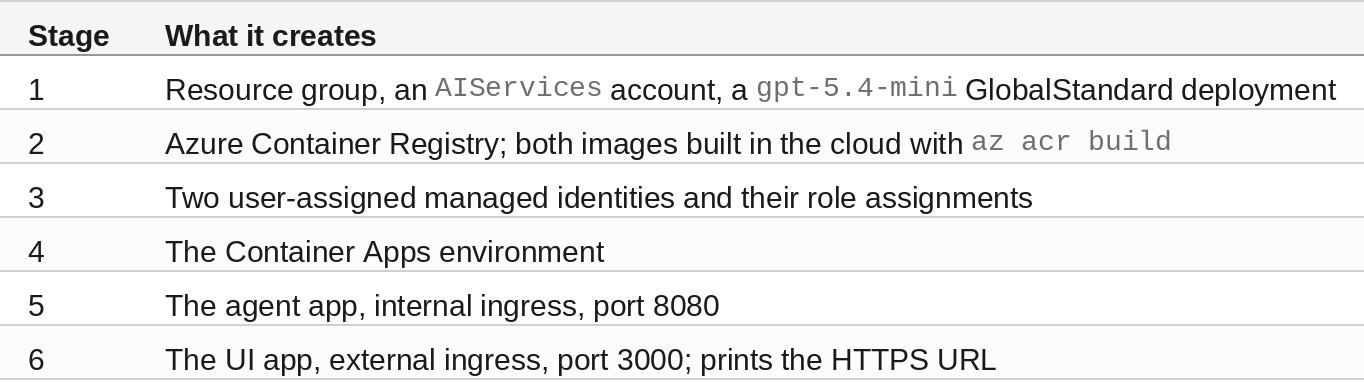 Stage What it creates
1 Resource group, an AIServices account, a gpt-5.4-mini GlobalStandard deployment
2 Azure Container Registry; both images built in the cloud with az acr build
3 Two user-assigned managed identities and their role assignments
4 The Container Apps environment
5 The agent app, internal ingress, port 8080
6 The UI app, external ingress, port 3000; prints the HTTPS URL